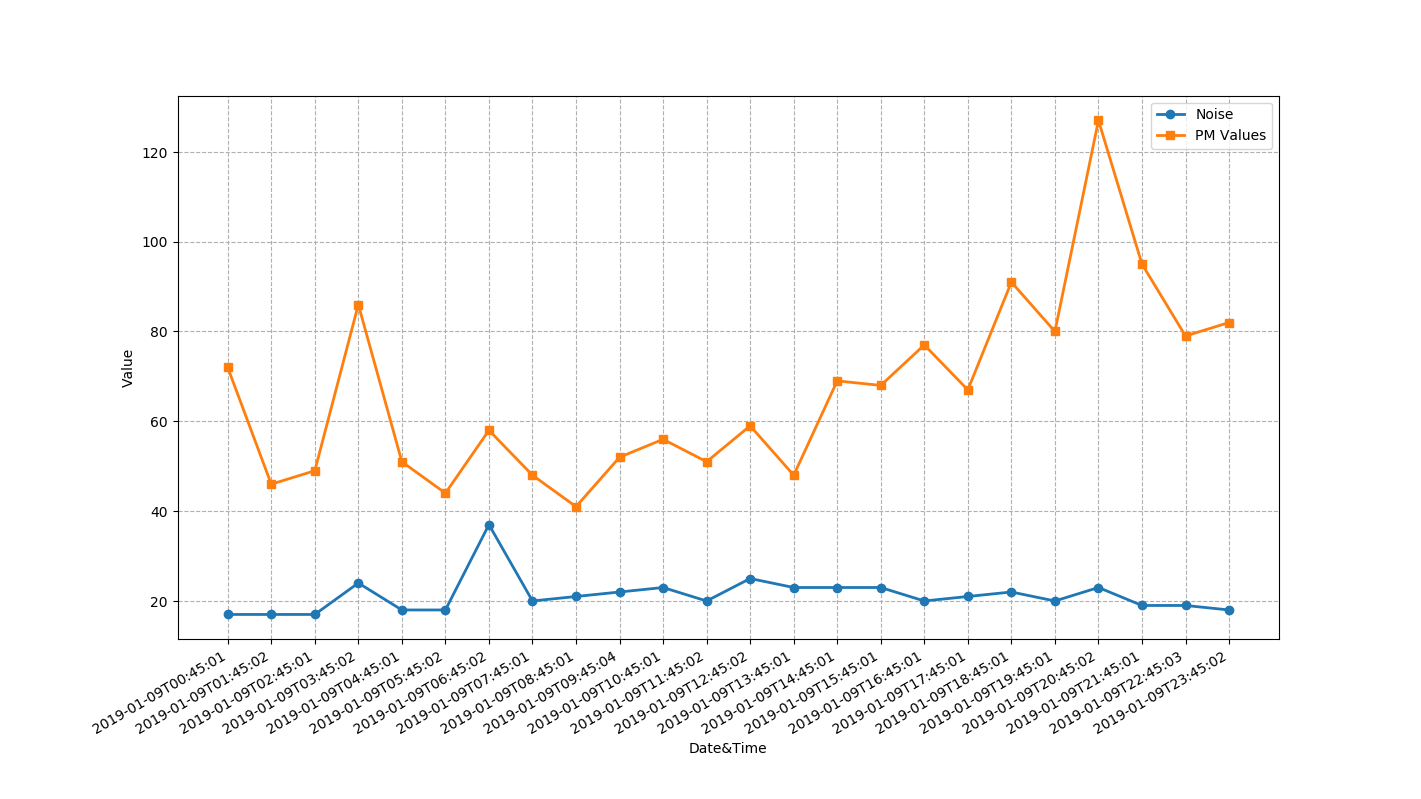 Noise
PM Values
120
100
80
60
40
20
Value
2019-01-09T00:45:01
2019-01-09T01:45:02
2019-01-09T02:45:01
2019-01-09T03:45:02
2019-01-09T04:45:01
2019-01-09T05:45:02
2019-01-09T06:45:02
2019-01-09T07:45:01
2019-01-09T08:45:01
2019-01-09T09:45:04
2019-01-09T10:45:01
2019-01-09T11:45:02
2019-01-09T12:45:02
2019-01-09T13:45:01
2019-01-09T14:45:01
2019-01-09T15:45:01
2019-01-09T16:45:01
2019-01-09T17:45:01
2019-01-09T18:45:01
2019-01-09T19:45:01
2019-01-09T20:45:02
2019-01-09T21:45:01
2019-01-09T22:45:03
2019-01-09T23:45:02
Date&Time